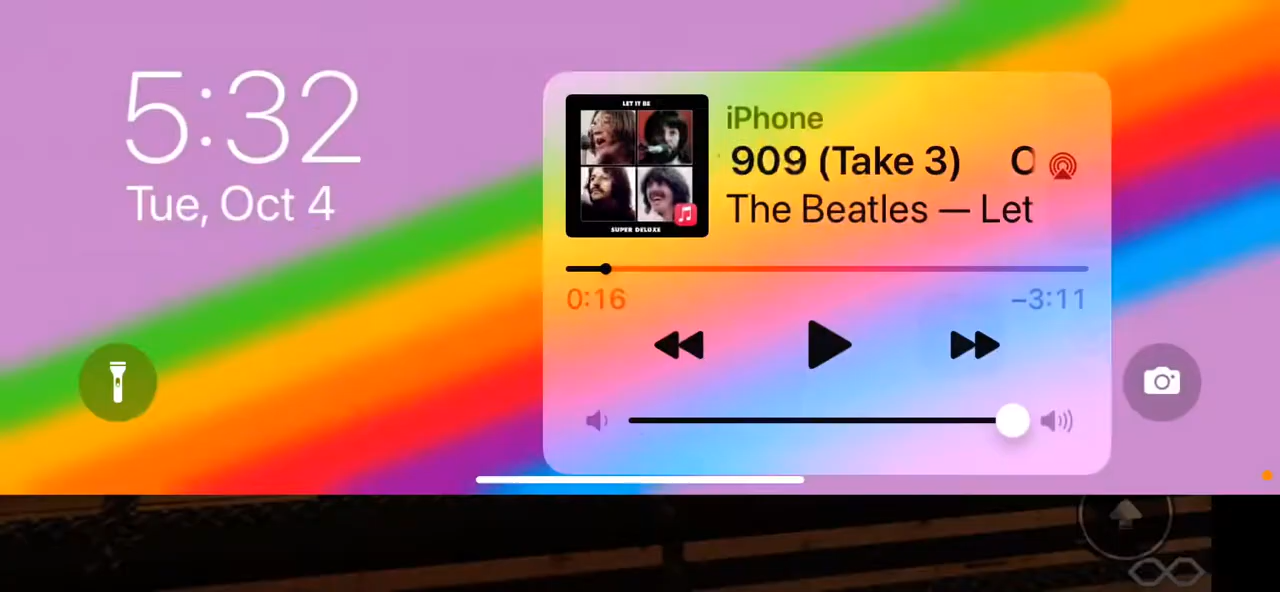 5:32
Tue, Oct 4
LET IT BE
SUPER DELUXE
iPhone
909 (Take 3) O
The Beatles — Let
0:16
–3:11